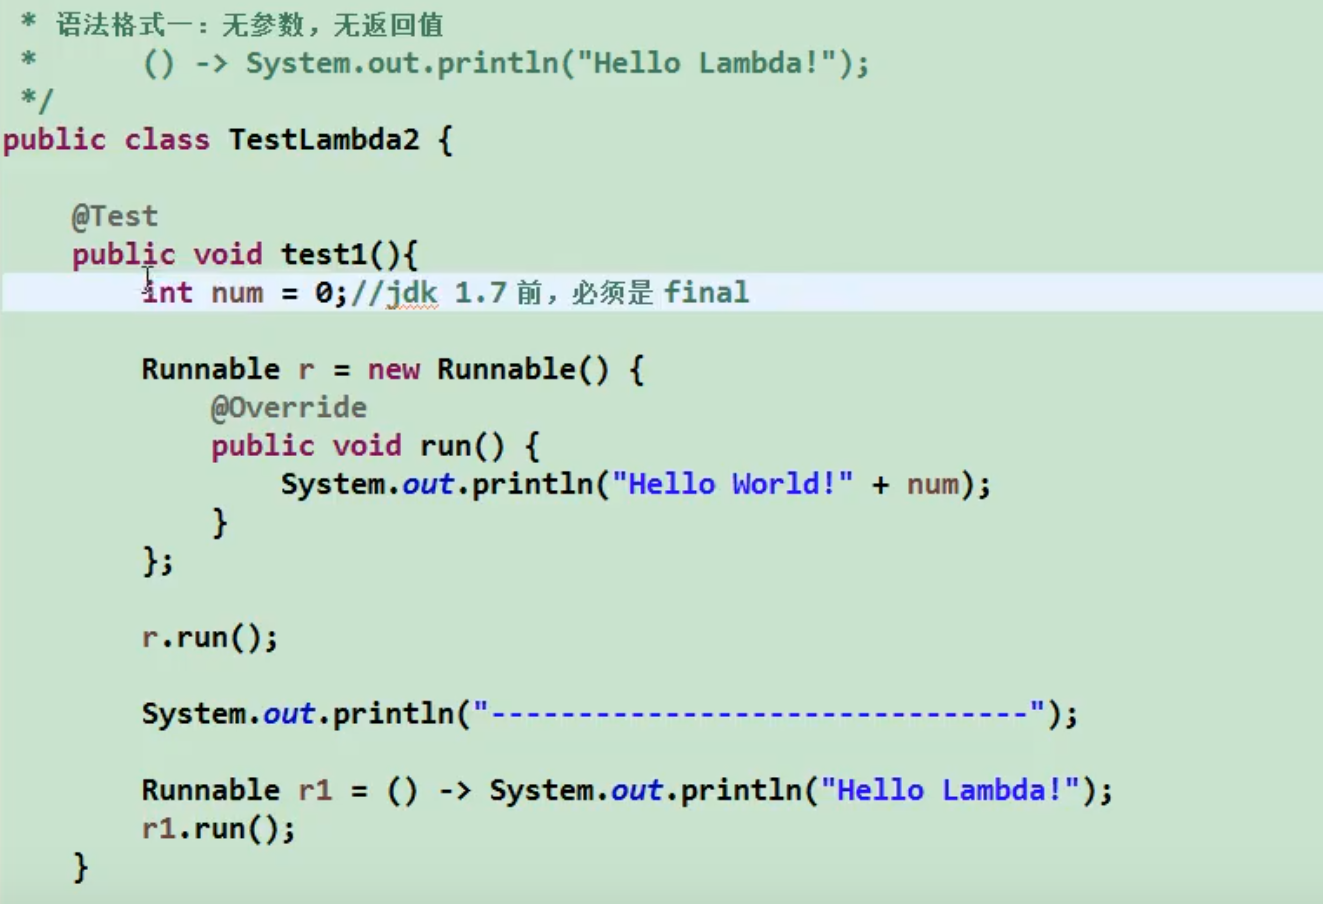 * 语法格式一：无参数，无返回值
*      () -> System.out.println("Hello Lambda!");
*/
public class TestLambda2 {
    @Test
    public void test1(){
        int num = 0;//jdk 1.7 前，必须是 final
        Runnable r = new Runnable() {
            @Override
            public void run() {
                System.out.println("Hello World!" + num);
            }
        };
        r.run();
        System.out.println("-------------------------------");
        Runnable r1 = () -> System.out.println("Hello Lambda!");
        r1.run();
    }